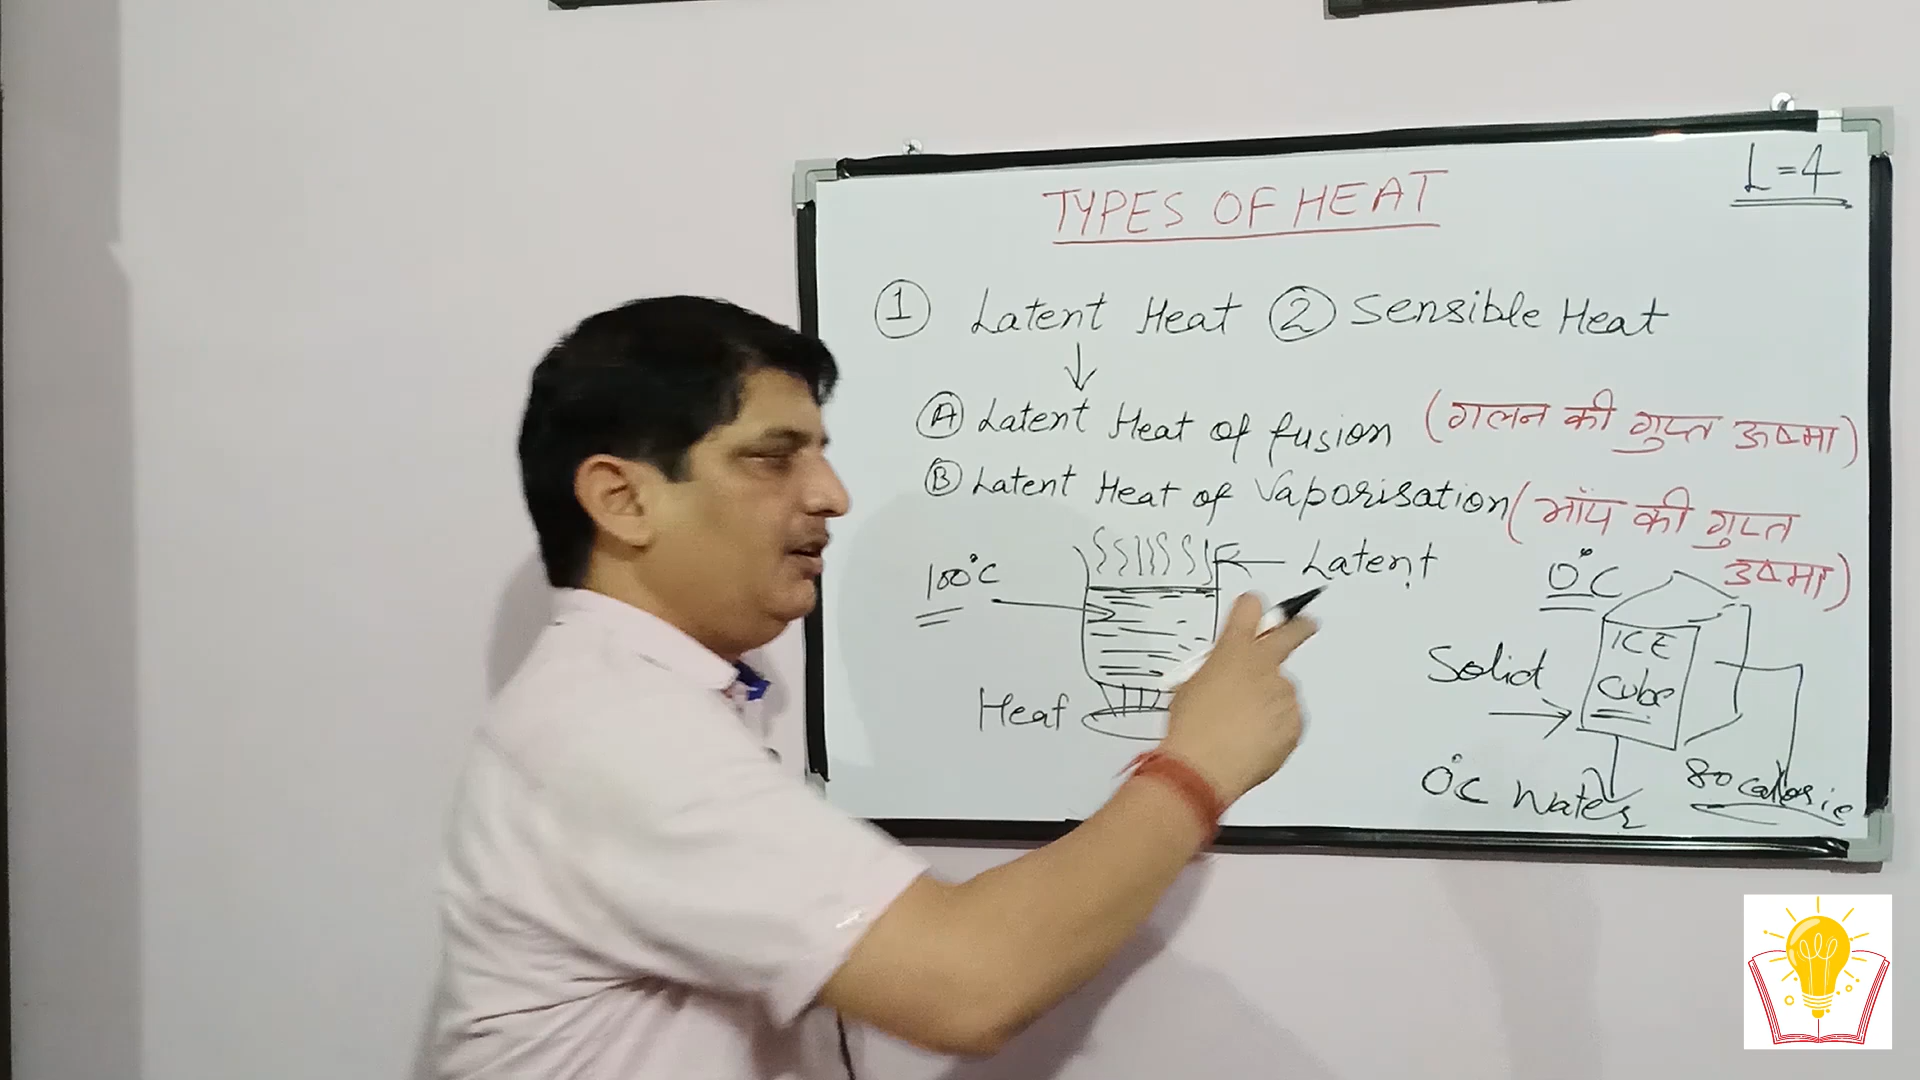 L=4
TYPES OF HEAT
① Latent Heat ② Sensible Heat
Ⓐ Latent Heat of fusion (गलन की गुप्त ऊष्मा)
Ⓑ Latent Heat of Vaporisation (भॉप की गुप्त
उष्मा)
100°C
Latent
0°C
ICE
Cube
Solid
Heat
0°C Water
80 calorie